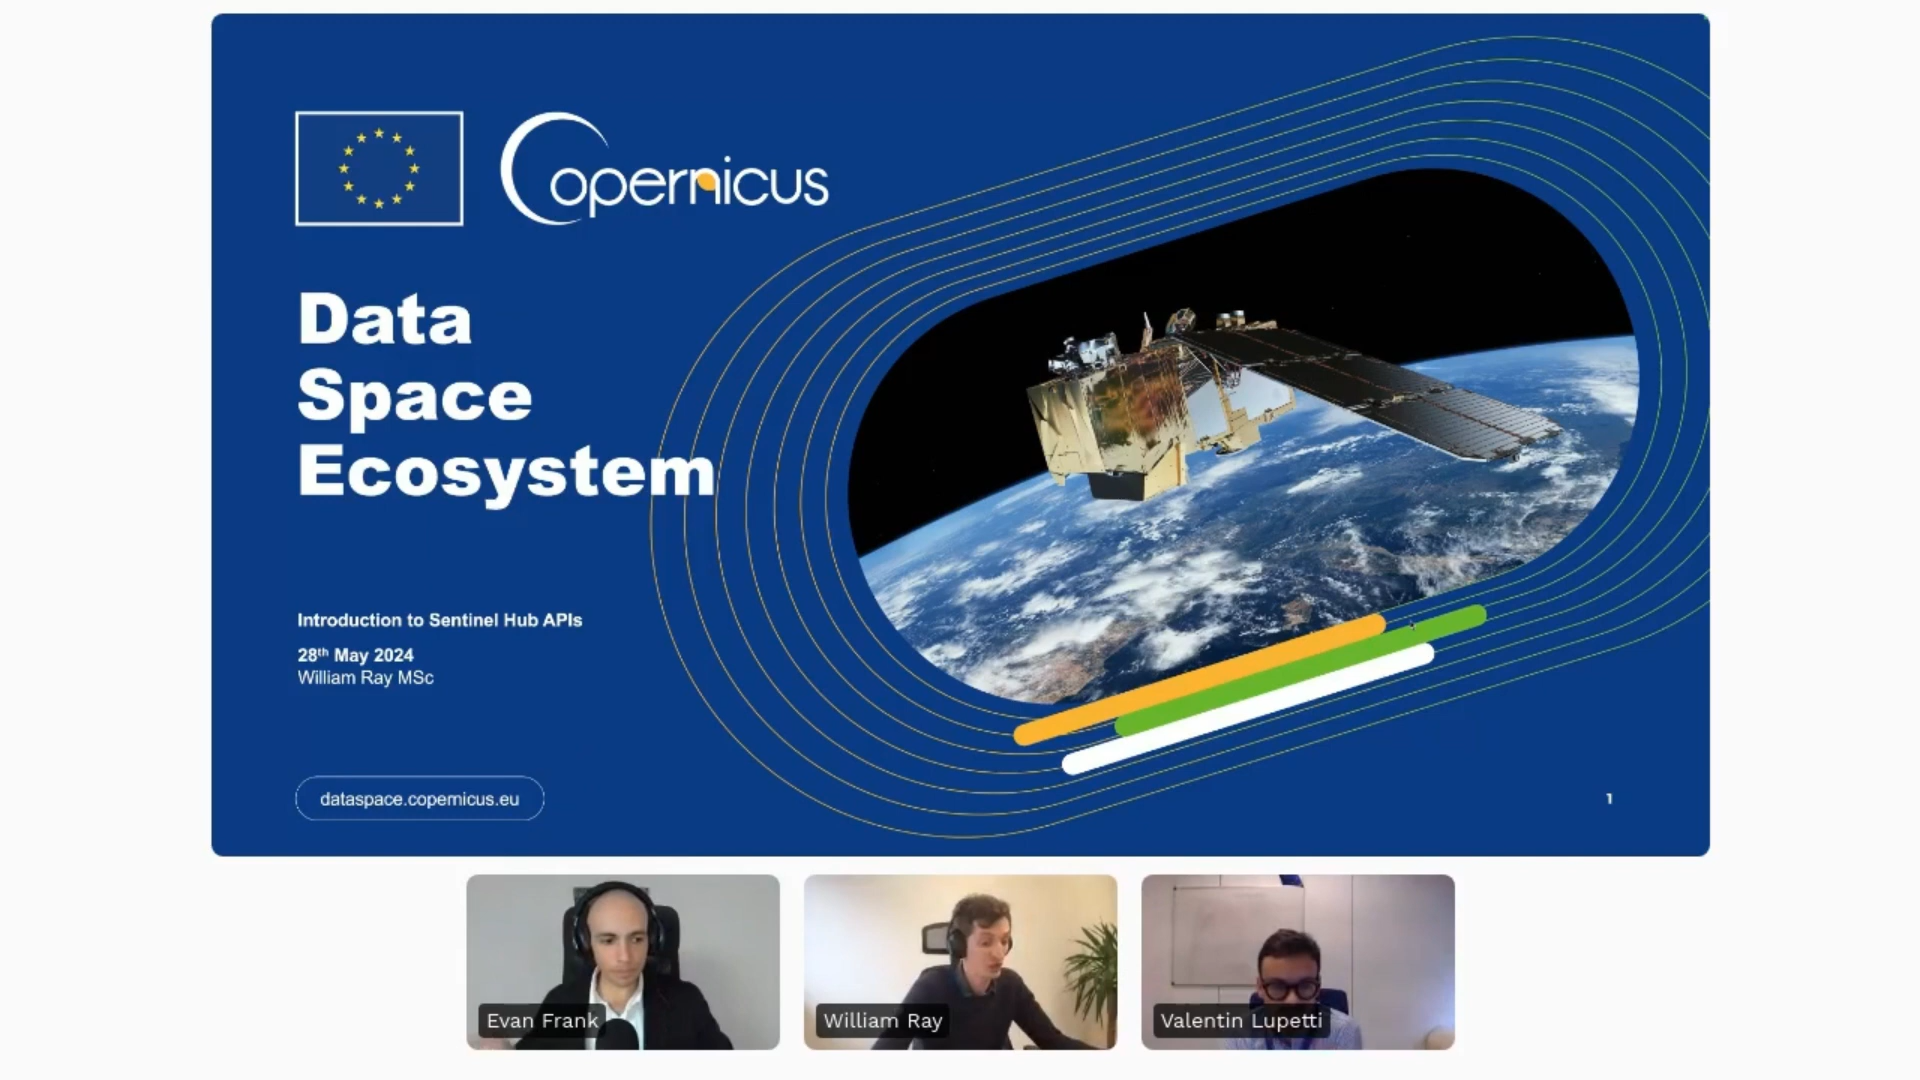 Copernicus
Data
Space
Ecosystem
Introduction to Sentinel Hub APIs
28th May 2024
William Ray MSc
dataspace.copernicus.eu
1
Evan Frank
William Ray
Valentin Lupetti